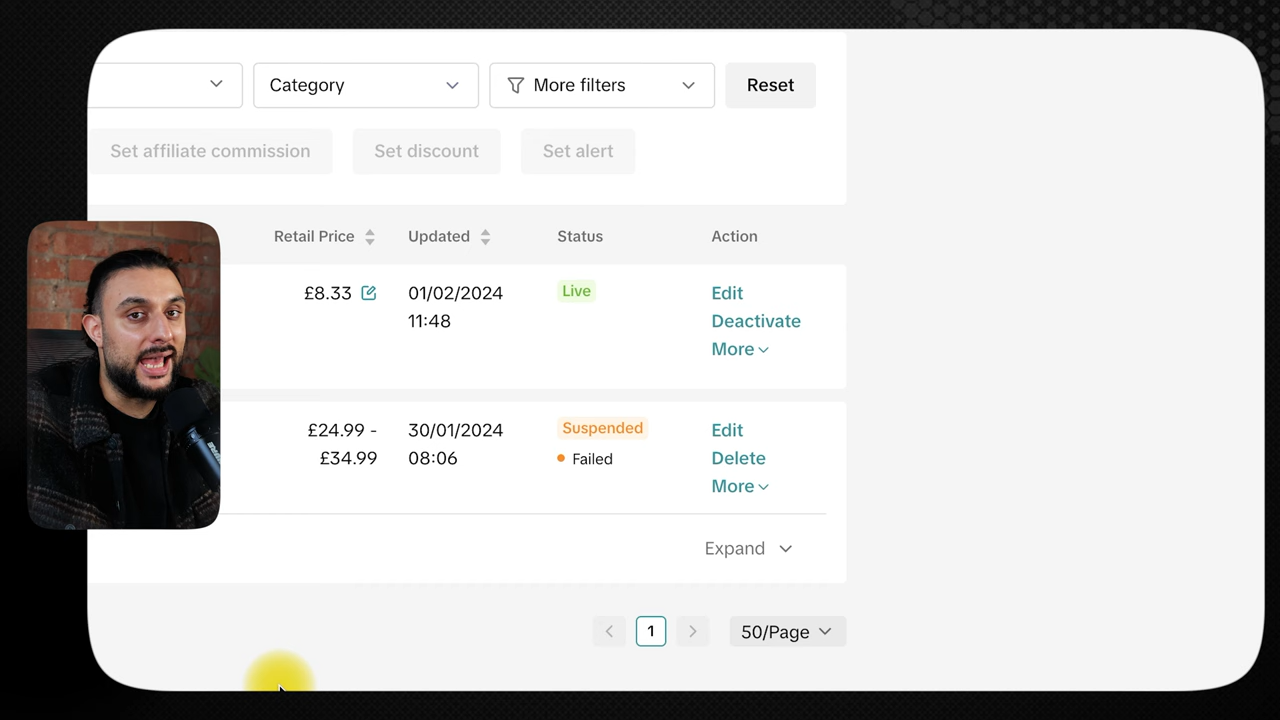 Category
More filters
Reset
Set affiliate commission
Set discount
Set alert
Retail Price
Updated
Status
Action
£8.33
01/02/2024
11:48
Live
Edit
Deactivate
More
£24.99 -
£34.99
30/01/2024
08:06
Suspended
Failed
Edit
Delete
More
Expand
1
50/Page